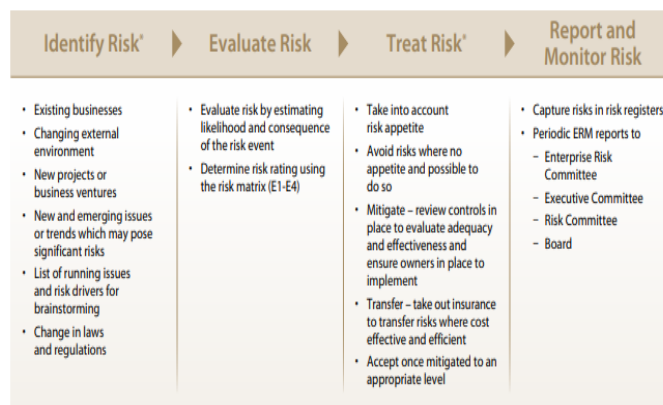 Identify Risk*
Evaluate Risk
Treat Risk*
Report and
Monitor Risk
• Existing businesses
• Changing external
environment
• New projects or
business ventures
• New and emerging issues
or trends which may pose
significant risks
• List of running issues
and risk drivers for
brainstorming
• Change in laws
and regulations
• Evaluate risk by estimating
likelihood and consequence
of the risk event
• Determine risk rating using
the risk matrix (E1-E4)
• Take into account
risk appetite
• Avoid risks where no
appetite and possible to
do so
• Mitigate – review controls in
place to evaluate adequacy
and effectiveness and
ensure owners in place to
implement
• Transfer – take out insurance
to transfer risks where cost
effective and efficient
• Accept once mitigated to an
appropriate level
• Capture risks in risk registers
• Periodic ERM reports to
– Enterprise Risk
Committee
– Executive Committee
– Risk Committee
– Board